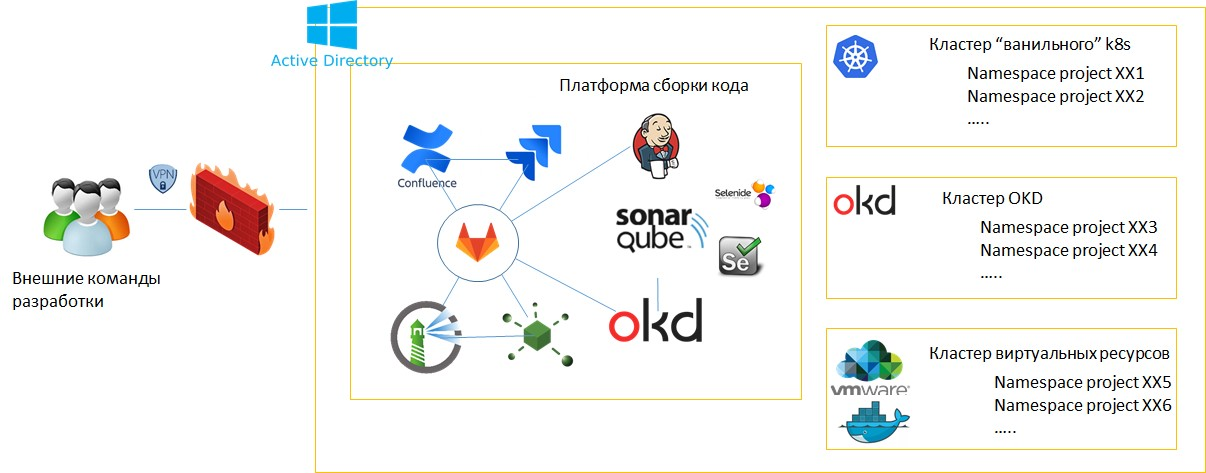 Active Directory
Платформа сборки кода
Confluence
Selenide
sonar
qube
Se
okd
VPN
Внешние команды
разработки
Кластер “ванильного” k8s
Namespace project XX1
Namespace project XX2
.....
okd
Кластер OKD
Namespace project XX3
Namespace project XX4
.....
vmware
Кластер виртуальных ресурсов
Namespace project XX5
Namespace project XX6
.....